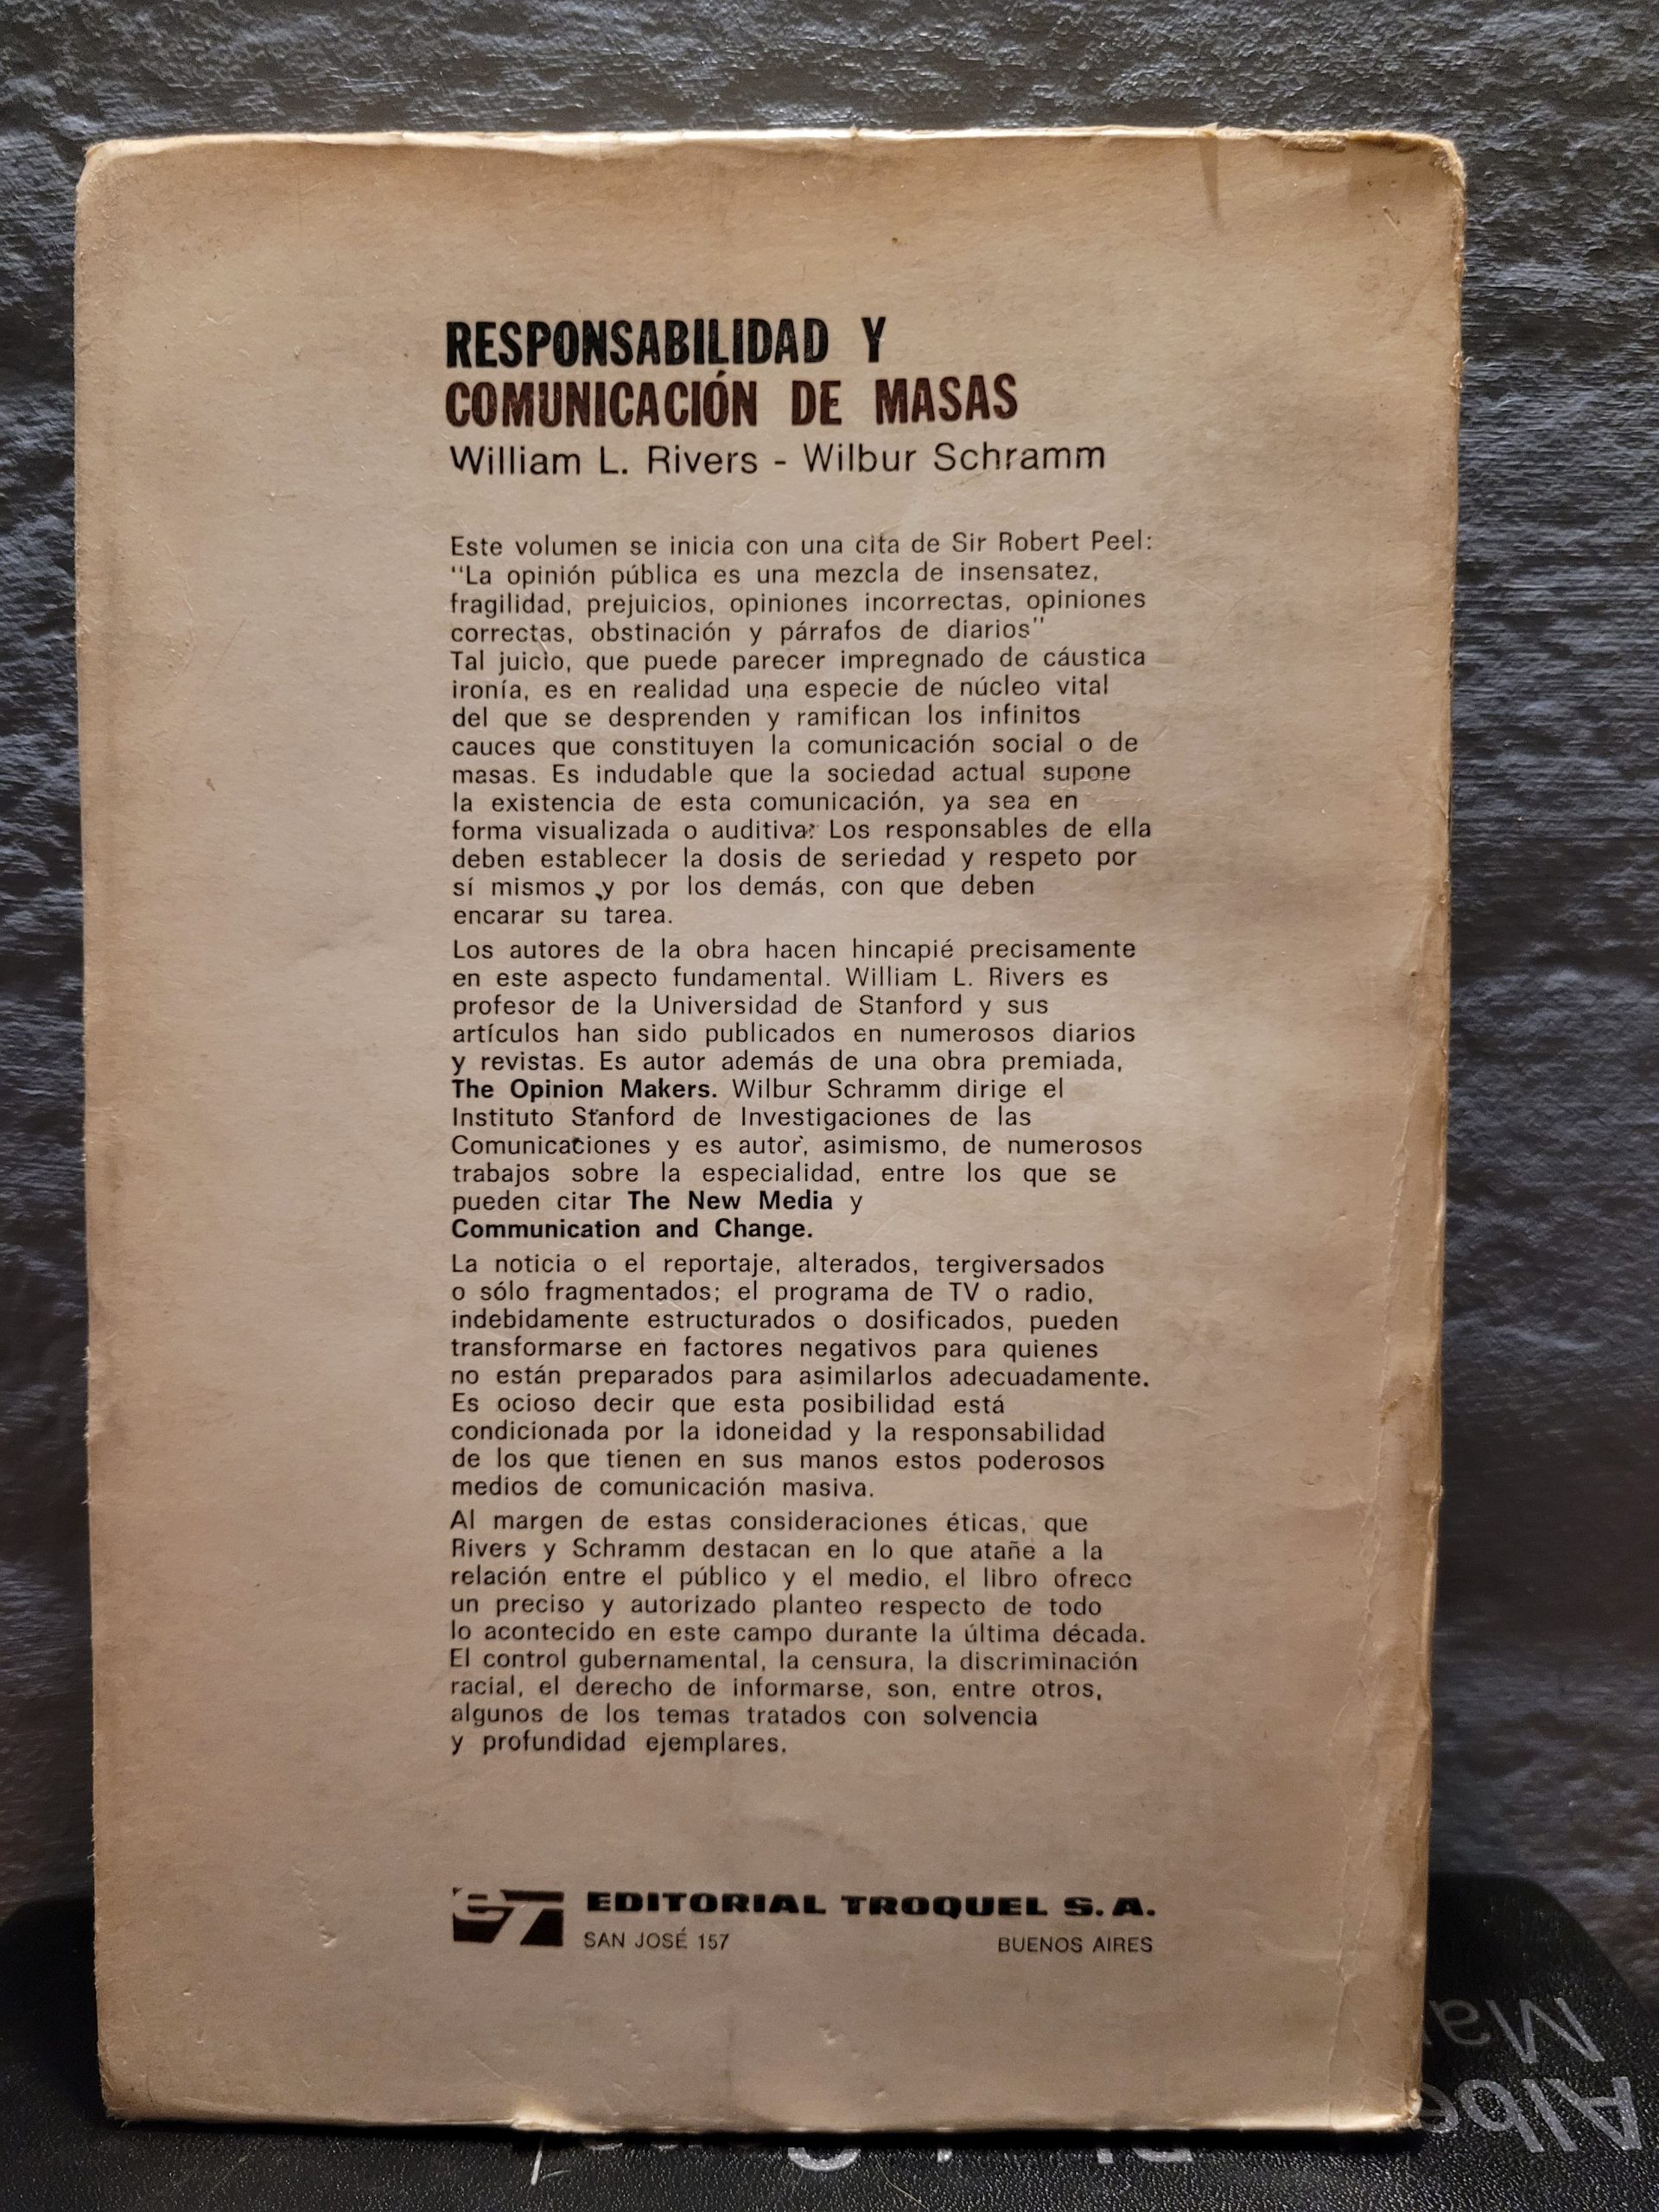 RESPONSABILIDAD Y
COMUNICACIÓN DE MASAS
William L. Rivers - Wilbur Schramm
Este volumen se inicia con una cita de Sir Robert Peel:
"La opinión pública es una mezcla de insensatez,
fragilidad, prejuicios, opiniones incorrectas, opiniones
correctas, obstinación y párrafos de diarios"
Tal juicio, que puede parecer impregnado de cáustica
ironía, es en realidad una especie de núcleo vital
del que se desprenden y ramifican los infinitos
cauces que constituyen la comunicación social o de
masas. Es indudable que la sociedad actual supone
la existencia de esta comunicación, ya sea en
forma visualizada o auditiva. Los responsables de ella
deben establecer la dosis de seriedad y respeto por
sí mismos y por los demás, con que deben
encarar su tarea.
Los autores de la obra hacen hincapié precisamente
en este aspecto fundamental. William L. Rivers es
profesor de la Universidad de Stanford y sus
artículos han sido publicados en numerosos diarios
y revistas. Es autor además de una obra premiada,
The Opinion Makers. Wilbur Schramm dirige el
Instituto Stanford de Investigaciones de las
Comunicaciones y es autor, asimismo, de numerosos
trabajos sobre la especialidad, entre los que se
pueden citar The New Media y
Communication and Change.
La noticia o el reportaje, alterados, tergiversados
o sólo fragmentados; el programa de TV o radio,
indebidamente estructurados o dosificados, pueden
transformarse en factores negativos para quienes
no están preparados para asimilarlos adecuadamente.
Es ocioso decir que esta posibilidad está
condicionada por la idoneidad y la responsabilidad
de los que tienen en sus manos estos poderosos
medios de comunicación masiva.
Al margen de estas consideraciones éticas, que
Rivers y Schramm destacan en lo que atañe a la
relación entre el público y el medio, el libro ofrece
un preciso y autorizado planteo respecto de todo
lo acontecido en este campo durante la última década.
El control gubernamental, la censura, la discriminación
racial, el derecho de informarse, son, entre otros,
algunos de los temas tratados con solvencia
y profundidad ejemplares.
EDITORIAL TROQUEL S.A.
SAN JOSÉ 157 BUENOS AIRES